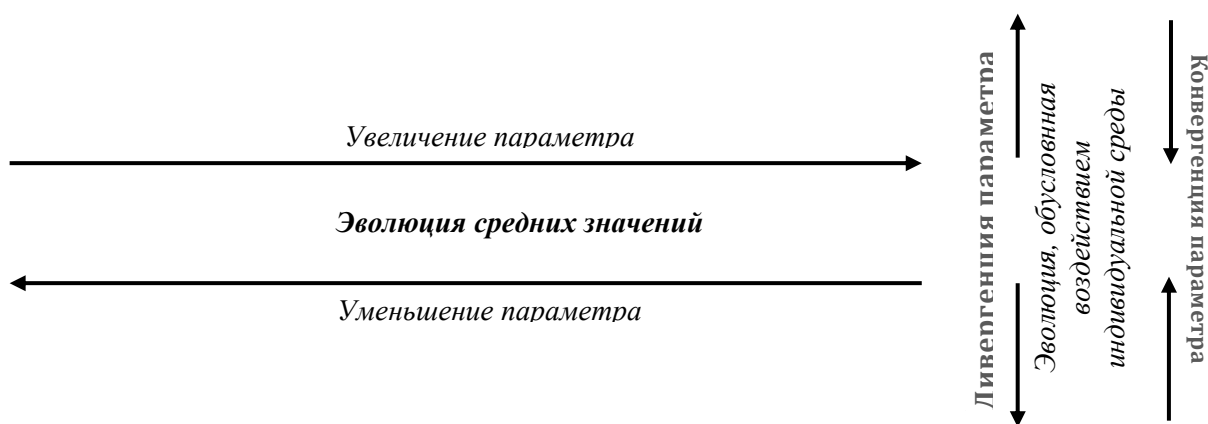 Увеличение параметра
Эволюция средних значений
Уменьшение параметра
Дивергенция параметра
Эволюция, обусловнная
воздействием
индивидуальной среды
Конвергенция параметра